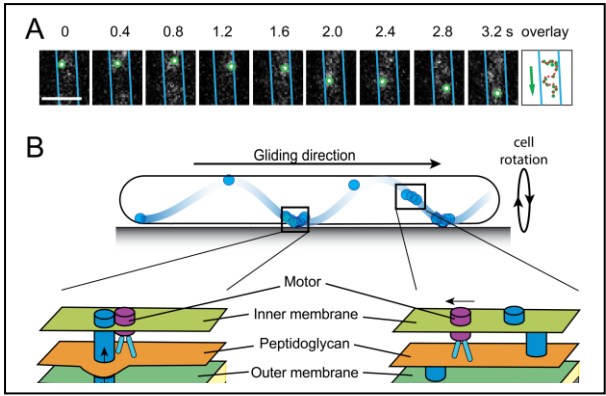 A
0 0.4 0.8 1.2 1.6 2.0 2.4 2.8 3.2 s overlay
B
Gliding direction
cell
rotation
Motor
Inner membrane
Peptidoglycan
Outer membrane